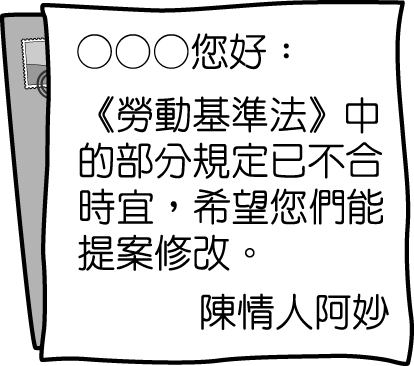 ○○○您好：
《勞動基準法》中
的部分規定已不合
時宜，希望您們能
提案修改。
陳情人阿妙